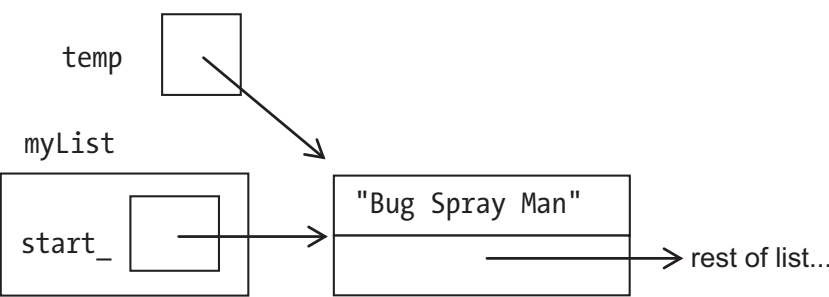 temp
myList
"Bug Spray Man"
start_
rest of list...